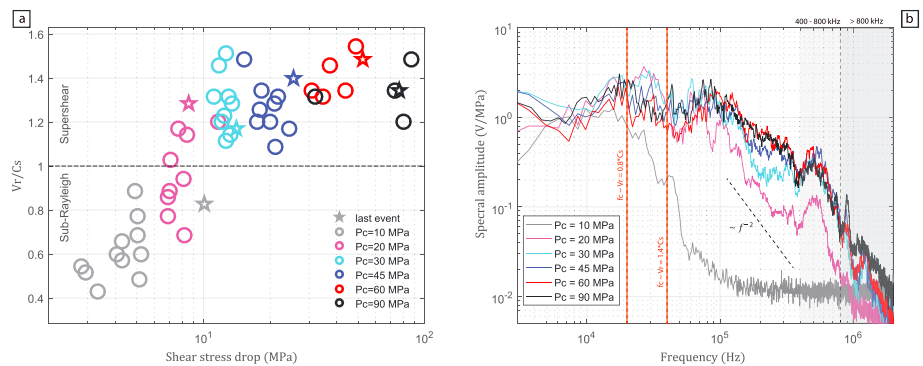 a
1.6
1.4
1.2
1
0.8
0.6
0.4
Vr/Cs
Supershear
Sub-Rayleigh
last event
Pc=10 MPa
Pc=20 MPa
Pc=30 MPa
Pc=45 MPa
Pc=60 MPa
Pc=90 MPa
10¹
10²
Shear stress drop (MPa)
b
400 - 800 kHz
> 800 kHz
10¹
10⁰
10⁻¹
10⁻²
Specral amplitude (V/MPa)
fc ~ Vr = 0.8*Cs
fc ~ Vr = 1.4*Cs
~ f⁻²
Pc = 10 MPa
Pc = 20 MPa
Pc = 30 MPa
Pc = 45 MPa
Pc = 60 MPa
Pc = 90 MPa
10⁴
10⁵
10⁶
Frequency (Hz)